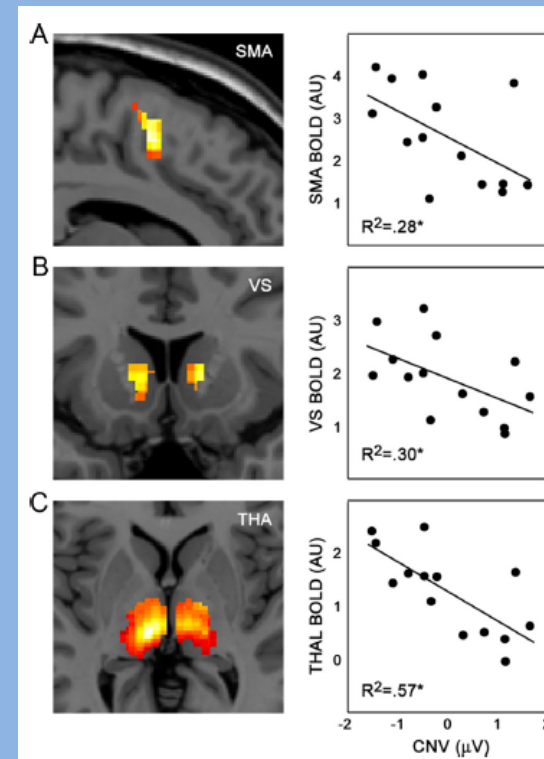 A
SMA
SMA BOLD (AU)
4
3
2
1
R²=.28*
B
VS
VS BOLD (AU)
3
2
1
R²=.30*
C
THA
THAL BOLD (AU)
2
1
0
R²=.57*
-2 -1 0 1 2
CNV (μV)